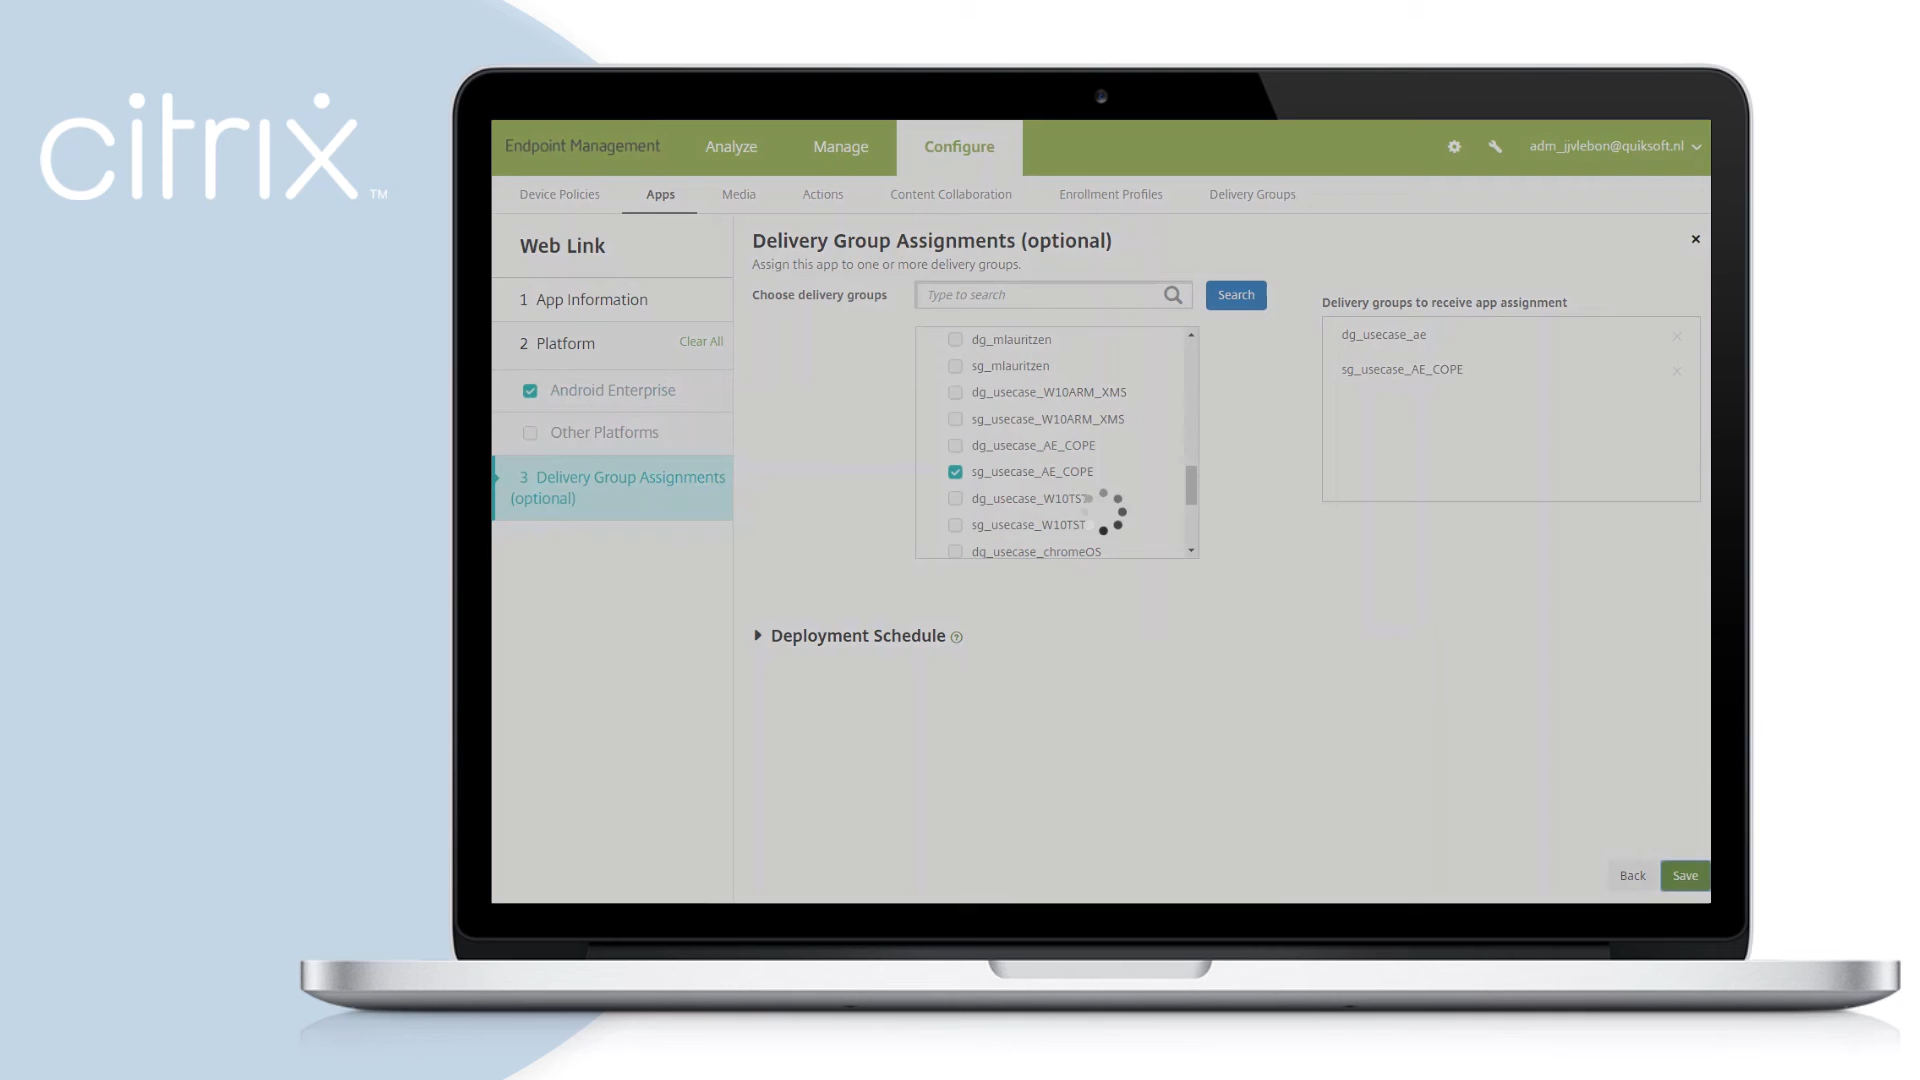 citrix™
Endpoint Management
Analyze
Manage
Configure
adm_jjvlebon@quiksoft.nl
Device Policies
Apps
Media
Actions
Content Collaboration
Enrollment Profiles
Delivery Groups
Web Link
1 App Information
2 Platform
Clear All
Android Enterprise
Other Platforms
3 Delivery Group Assignments
(optional)
Delivery Group Assignments (optional)
Assign this app to one or more delivery groups.
Choose delivery groups
Type to search
Search
dg_mlauritzen
sg_mlauritzen
dg_usecase_W10ARM_XMS
sg_usecase_W10ARM_XMS
dg_usecase_AE_COPE
sg_usecase_AE_COPE
dg_usecase_W10TST
sg_usecase_W10TST
dg_usecase_chromeOS
Delivery groups to receive app assignment
dg_usecase_ae
sg_usecase_AE_COPE
Deployment Schedule
Back
Save